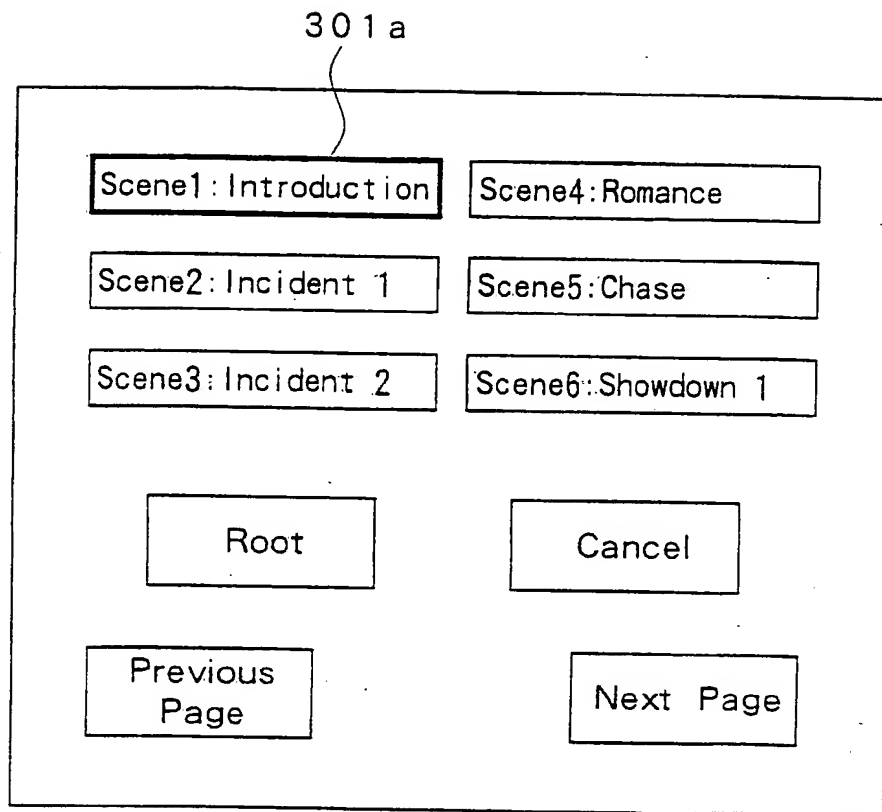 301a
Scene1:Introduction
Scene4:Romance
Scene2:Incident 1
Scene5:Chase
Scene3:Incident 2
Scene6:Showdown 1
Root
Cancel
Previous
Page
Next Page